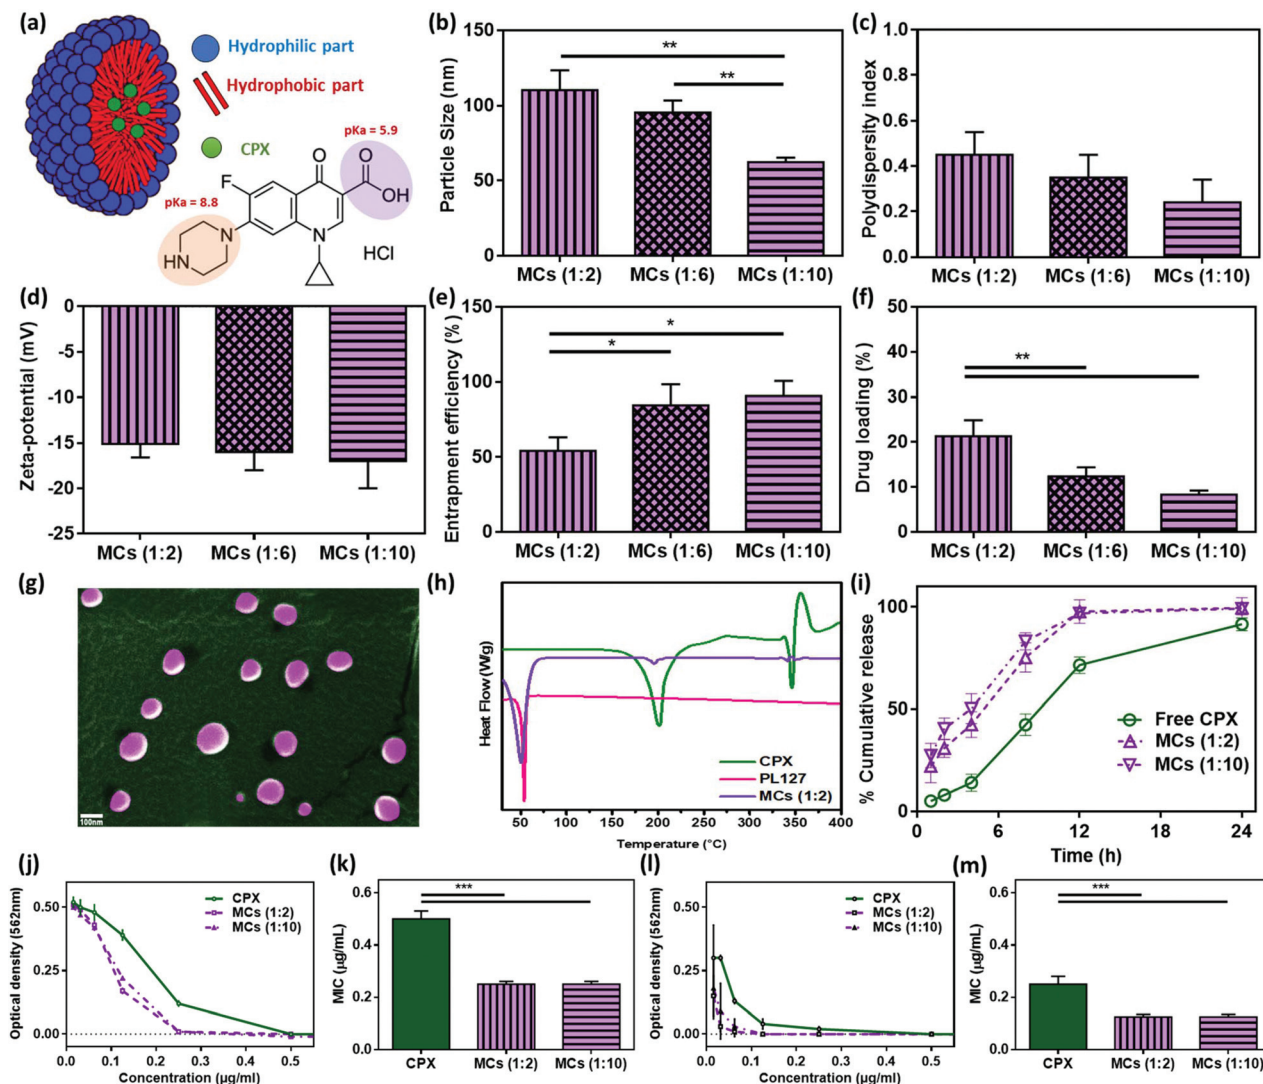 (a)
Hydrophilic part
Hydrophobic part
CPX
pKa = 5.9
O
O
OH
F
pKa = 8.8
N
N
HN
HCl
(b)
Particle Size (nm)
150
100
50
0
**
**
MCs (1:2) MCs (1:6) MCs (1:10)
(c)
Polydispersity index
1.0
0.8
0.6
0.4
0.2
0.0
MCs (1:2) MCs (1:6) MCs (1:10)
(d)
Zeta-potential (mV)
0
-5
-10
-15
-20
-25
MCs (1:2) MCs (1:6) MCs (1:10)
(e)
Entrapment efficiency (%)
150
100
50
0
*
*
MCs (1:2) MCs (1:6) MCs (1:10)
(f)
Drug loading (%)
50
40
30
20
10
0
**
MCs (1:2) MCs (1:6) MCs (1:10)
(g)
100nm
(h)
Heat Flow (W/g)
CPX
PL127
MCs (1:2)
50 100 150 200 250 300 350 400
Temperature (°C)
(i)
% Cumulative release
100
50
0
Free CPX
MCs (1:2)
MCs (1:10)
6 12 18 24
Time (h)
(j)
Optical density (562nm)
0.50
0.25
0.00
CPX
MCs (1:2)
MCs (1:10)
0.0 0.1 0.2 0.3 0.4 0.5
Concentration (µg/ml)
(k)
MIC (µg/mL)
0.6
0.4
0.2
0.0
***
CPX MCs (1:2) MCs (1:10)
(l)
Optical density (562nm)
0.50
0.25
0.00
CPX
MCs (1:2)
MCs (1:10)
0.0 0.1 0.2 0.3 0.4 0.5
Concentration (µg/ml)
(m)
MIC (µg/mL)
0.6
0.4
0.2
0.0
***
CPX MCs (1:2) MCs (1:10)